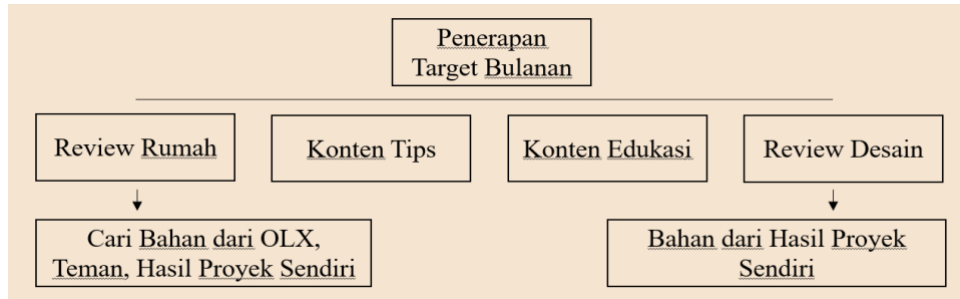 Penerapan
Target Bulanan
Review Rumah
Konten Tips
Konten Edukasi
Review Desain
Cari Bahan dari OLX,
Teman, Hasil Proyek Sendiri
Bahan dari Hasil Proyek
Sendiri